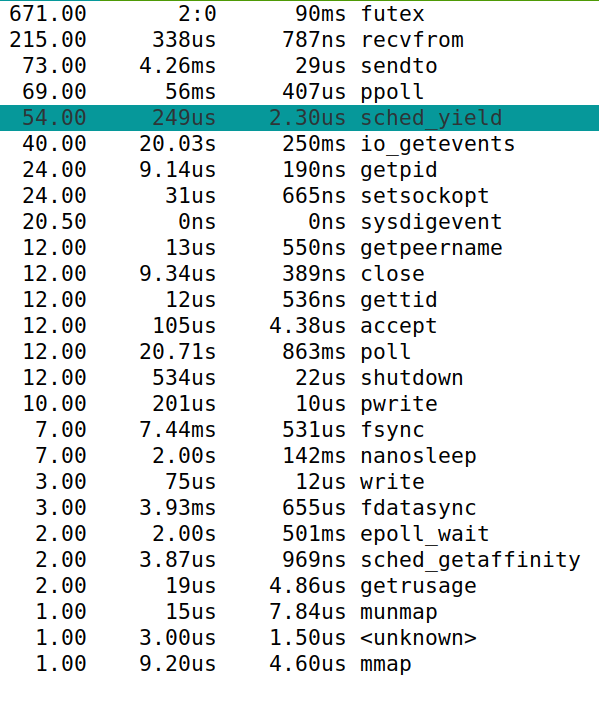 671.00 2:0 90ms futex
215.00 338us 787ns recvfrom
73.00 4.26ms 29us sendto
69.00 56ms 407us ppoll
54.00 249us 2.30us sched_yield
40.00 20.03s 250ms io_getevents
24.00 9.14us 190ns getpid
24.00 31us 665ns setsockopt
20.50 0ns 0ns sysdigevent
12.00 13us 550ns getpeername
12.00 9.34us 389ns close
12.00 12us 536ns gettid
12.00 105us 4.38us accept
12.00 20.71s 863ms poll
12.00 534us 22us shutdown
10.00 201us 10us pwrite
7.00 7.44ms 531us fsync
7.00 2.00s 142ms nanosleep
3.00 75us 12us write
3.00 3.93ms 655us fdatasync
2.00 2.00s 501ms epoll_wait
2.00 3.87us 969ns sched_getaffinity
2.00 19us 4.86us getrusage
1.00 15us 7.84us munmap
1.00 3.00us 1.50us <unknown>
1.00 9.20us 4.60us mmap